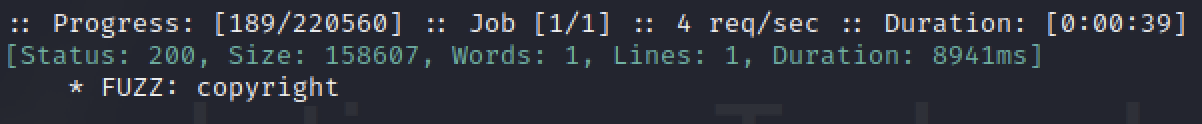 :: Progress: [189/220560] :: Job [1/1] :: 4 req/sec :: Duration: [0:00:39]
[Status: 200, Size: 158607, Words: 1, Lines: 1, Duration: 8941ms]
* FUZZ: copyright